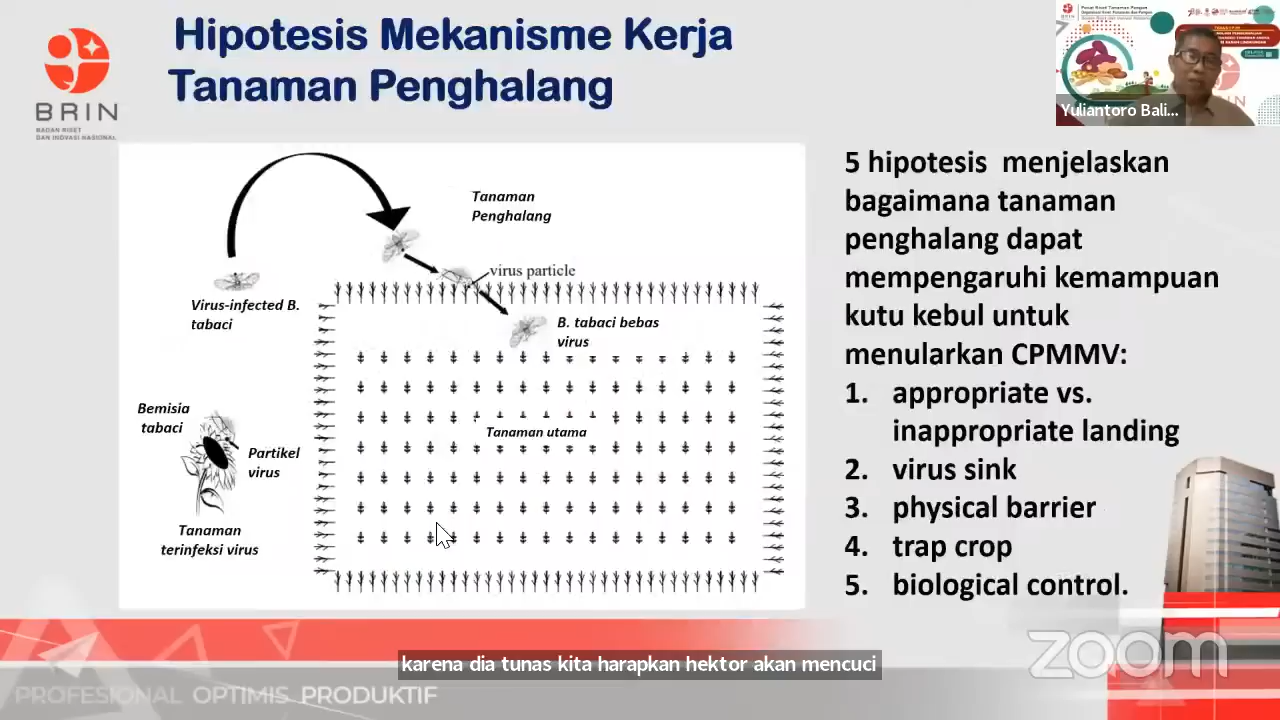 Hipotesis Mekanisme Kerja
Tanaman Penghalang
BRIN
BADAN RISET
DAN INOVASI NASIONAL
Yuliantoro Bali...
Tanaman
Penghalang
virus particle
Virus-infected B.
tabaci
B. tabaci bebas
virus
Bemisia
tabaci
Partikel
virus
Tanaman
terinfeksi virus
Tanaman utama
5 hipotesis menjelaskan
bagaimana tanaman
penghalang dapat
mempengaruhi kemampuan
kutu kebul untuk
menularkan CPMMV:
1. appropriate vs.
inappropriate landing
2. virus sink
3. physical barrier
4. trap crop
5. biological control.
karena dia tunas kita harapkan hektor akan mencuci
zoom
PROFESIONAL OPTIMIS PRODUKTIF